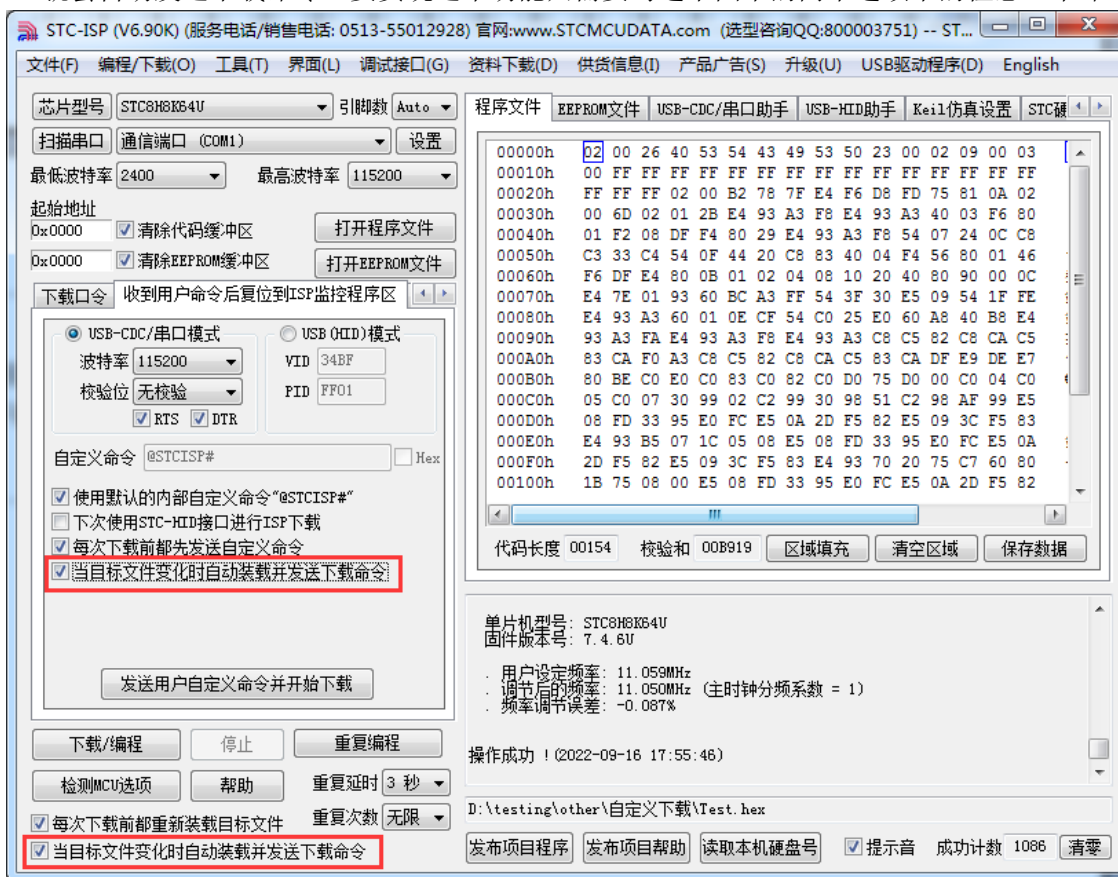 STC-ISP (V6.90K) (服务电话/销售电话: 0513-55012928) 官网:www.STCMCUDATA.com (选型咨询QQ:800003751) -- ST...
文件(F) 编程/下载(O) 工具(T) 界面(L) 调试接口(G) 资料下载(D) 供货信息(I) 产品广告(S) 升级(U) USB驱动程序(D) English
芯片型号 STC8H8K64U 引脚数 Auto
扫描串口 通信端口 (COM1) 设置
最低波特率 2400 最高波特率 115200
起始地址
0x0000 清除代码缓冲区 打开程序文件
0x0000 清除EEPROM缓冲区 打开EEPROM文件
下载口令 收到用户命令后复位到ISP监控程序区
USB-CDC/串口模式 USB(HID)模式
波特率 115200 VID 34BF
校验位 无校验 PID FF01
RTS DTR
自定义命令 @STCISP# Hex
使用默认的内部自定义命令"@STCISP#"
下次使用STC-HID接口进行ISP下载
每次下载前都先发送自定义命令
当目标文件变化时自动装载并发送下载命令
发送用户自定义命令并开始下载
下载/编程 停止 重复编程
检测MCU选项 帮助 重复延时 3 秒
每次下载前都重新装载目标文件 重复次数 无限
当目标文件变化时自动装载并发送下载命令
程序文件 EEPROM文件 USB-CDC/串口助手 USB-HID助手 Keil仿真设置 STC硬
00000h 02 00 26 40 53 54 43 49 53 50 23 00 02 09 00 03
00010h 00 FF FF FF FF FF FF FF FF FF FF FF FF FF FF FF
00020h FF FF FF 02 00 B2 78 7F E4 F6 D8 FD 75 81 0A 02
00030h 00 6D 02 01 2B E4 93 A3 F8 E4 93 A3 40 03 F6 80
00040h 01 F2 08 DF F4 80 29 E4 93 A3 F8 54 07 24 0C C8
00050h C3 33 C4 54 0F 44 20 C8 83 40 04 F4 56 80 01 46
00060h F6 DF E4 80 0B 01 02 04 08 10 20 40 80 90 00 0C
00070h E4 7E 01 93 60 BC A3 FF 54 3F 30 E5 09 54 1F FE
00080h E4 93 A3 60 01 0E CF 54 C0 25 E0 60 A8 40 B8 E4
00090h 93 A3 FA E4 93 A3 F8 E4 93 A3 C8 C5 82 C8 CA C5
000A0h 83 CA F0 A3 C8 C5 82 C8 CA C5 83 CA DF E9 DE E7
000B0h 80 BE C0 E0 C0 83 C0 82 C0 D0 75 D0 00 C0 04 C0
000C0h 05 C0 07 30 99 02 C2 99 30 98 51 C2 98 AF 99 E5
000D0h 08 FD 33 95 E0 FC E5 0A 2D F5 82 E5 09 3C F5 83
000E0h E4 93 B5 07 1C 05 08 E5 08 FD 33 95 E0 FC E5 0A
000F0h 2D F5 82 E5 09 3C F5 83 E4 93 70 20 75 C7 60 80
00100h 1B 75 08 00 E5 08 FD 33 95 E0 FC E5 0A 2D F5 82
代码长度 00154 校验和 00B919 区域填充 清空区域 保存数据
单片机型号: STC8H8K64U
固件版本号: 7.4.6U
. 用户设定频率: 11.059MHz
. 调节后的频率: 11.050MHz (主时钟分频系数 = 1)
. 频率调节误差: -0.087%
操作成功 !(2022-09-16 17:55:46)
D:\testing\other\自定义下载\Test.hex
发布项目程序 发布项目帮助 读取本机硬盘号 提示音 成功计数 1086 清零